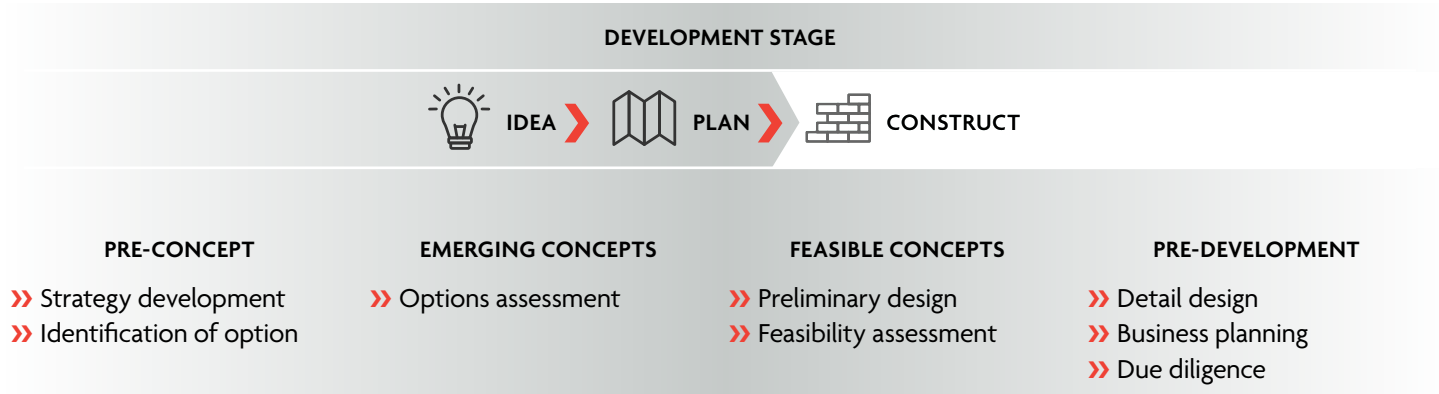 DEVELOPMENT STAGE
IDEA
PLAN
CONSTRUCT
PRE-CONCEPT
Strategy development
Identification of option
EMERGING CONCEPTS
Options assessment
FEASIBLE CONCEPTS
Preliminary design
Feasibility assessment
PRE-DEVELOPMENT
Detail design
Business planning
Due diligence